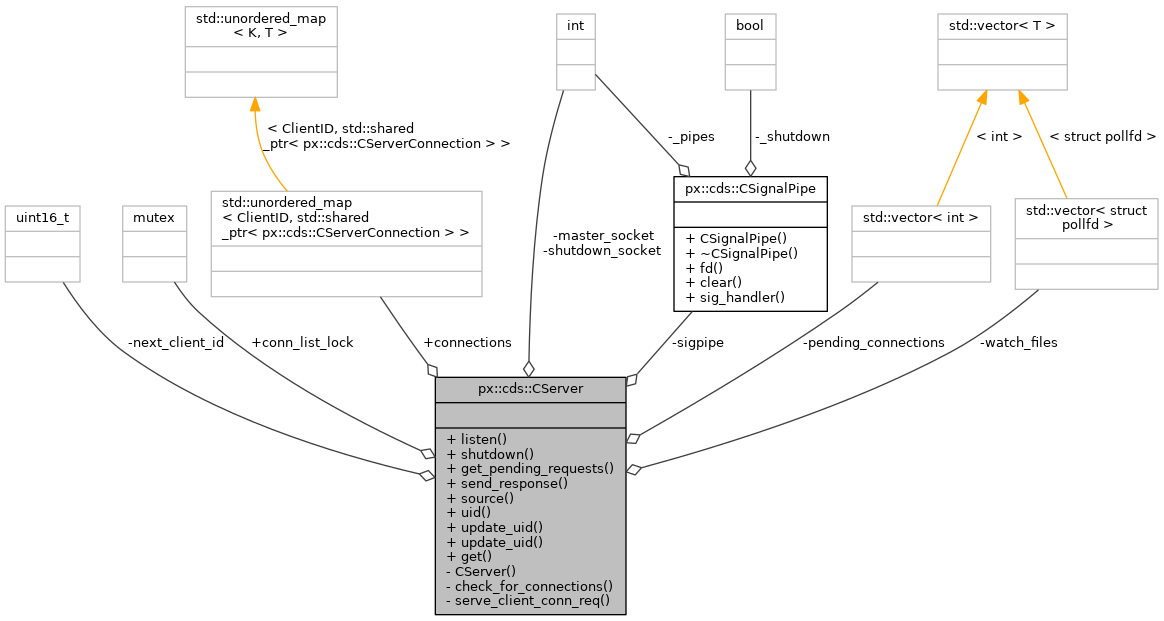 std::unordered_map
< K, T >
int
bool
std::vector< T >
< ClientID, std::shared
_ptr< px::cds::CServerConnection > >
-_pipes
-_shutdown
< int >
< struct pollfd >
uint16_t
mutex
std::unordered_map
< ClientID, std::shared
_ptr< px::cds::CServerConnection > >
-master_socket
-shutdown_socket
px::cds::CSignalPipe
+ CSignalPipe()
+ ~CSignalPipe()
+ fd()
+ clear()
+ sig_handler()
std::vector< int >
std::vector< struct
pollfd >
-next_client_id
+conn_list_lock
+connections
-sigpipe
-pending_connections
-watch_files
px::cds::CServer
+ listen()
+ shutdown()
+ get_pending_requests()
+ send_response()
+ source()
+ uid()
+ update_uid()
+ update_uid()
+ get()
- CServer()
- check_for_connections()
- serve_client_conn_req()